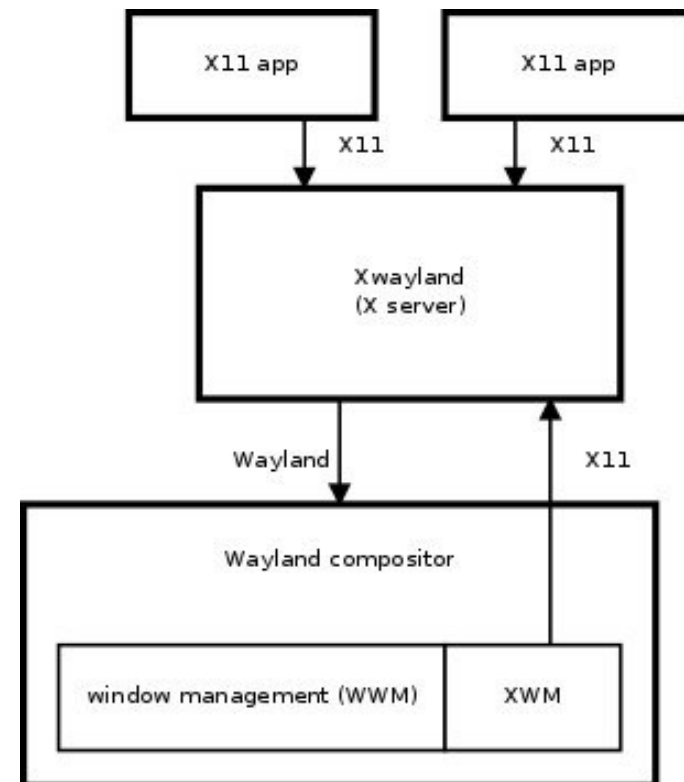 X11 app
X11 app
X11
X11
Xwayland
(X server)
Wayland
X11
Wayland compositor
window management (WWM)
XWM